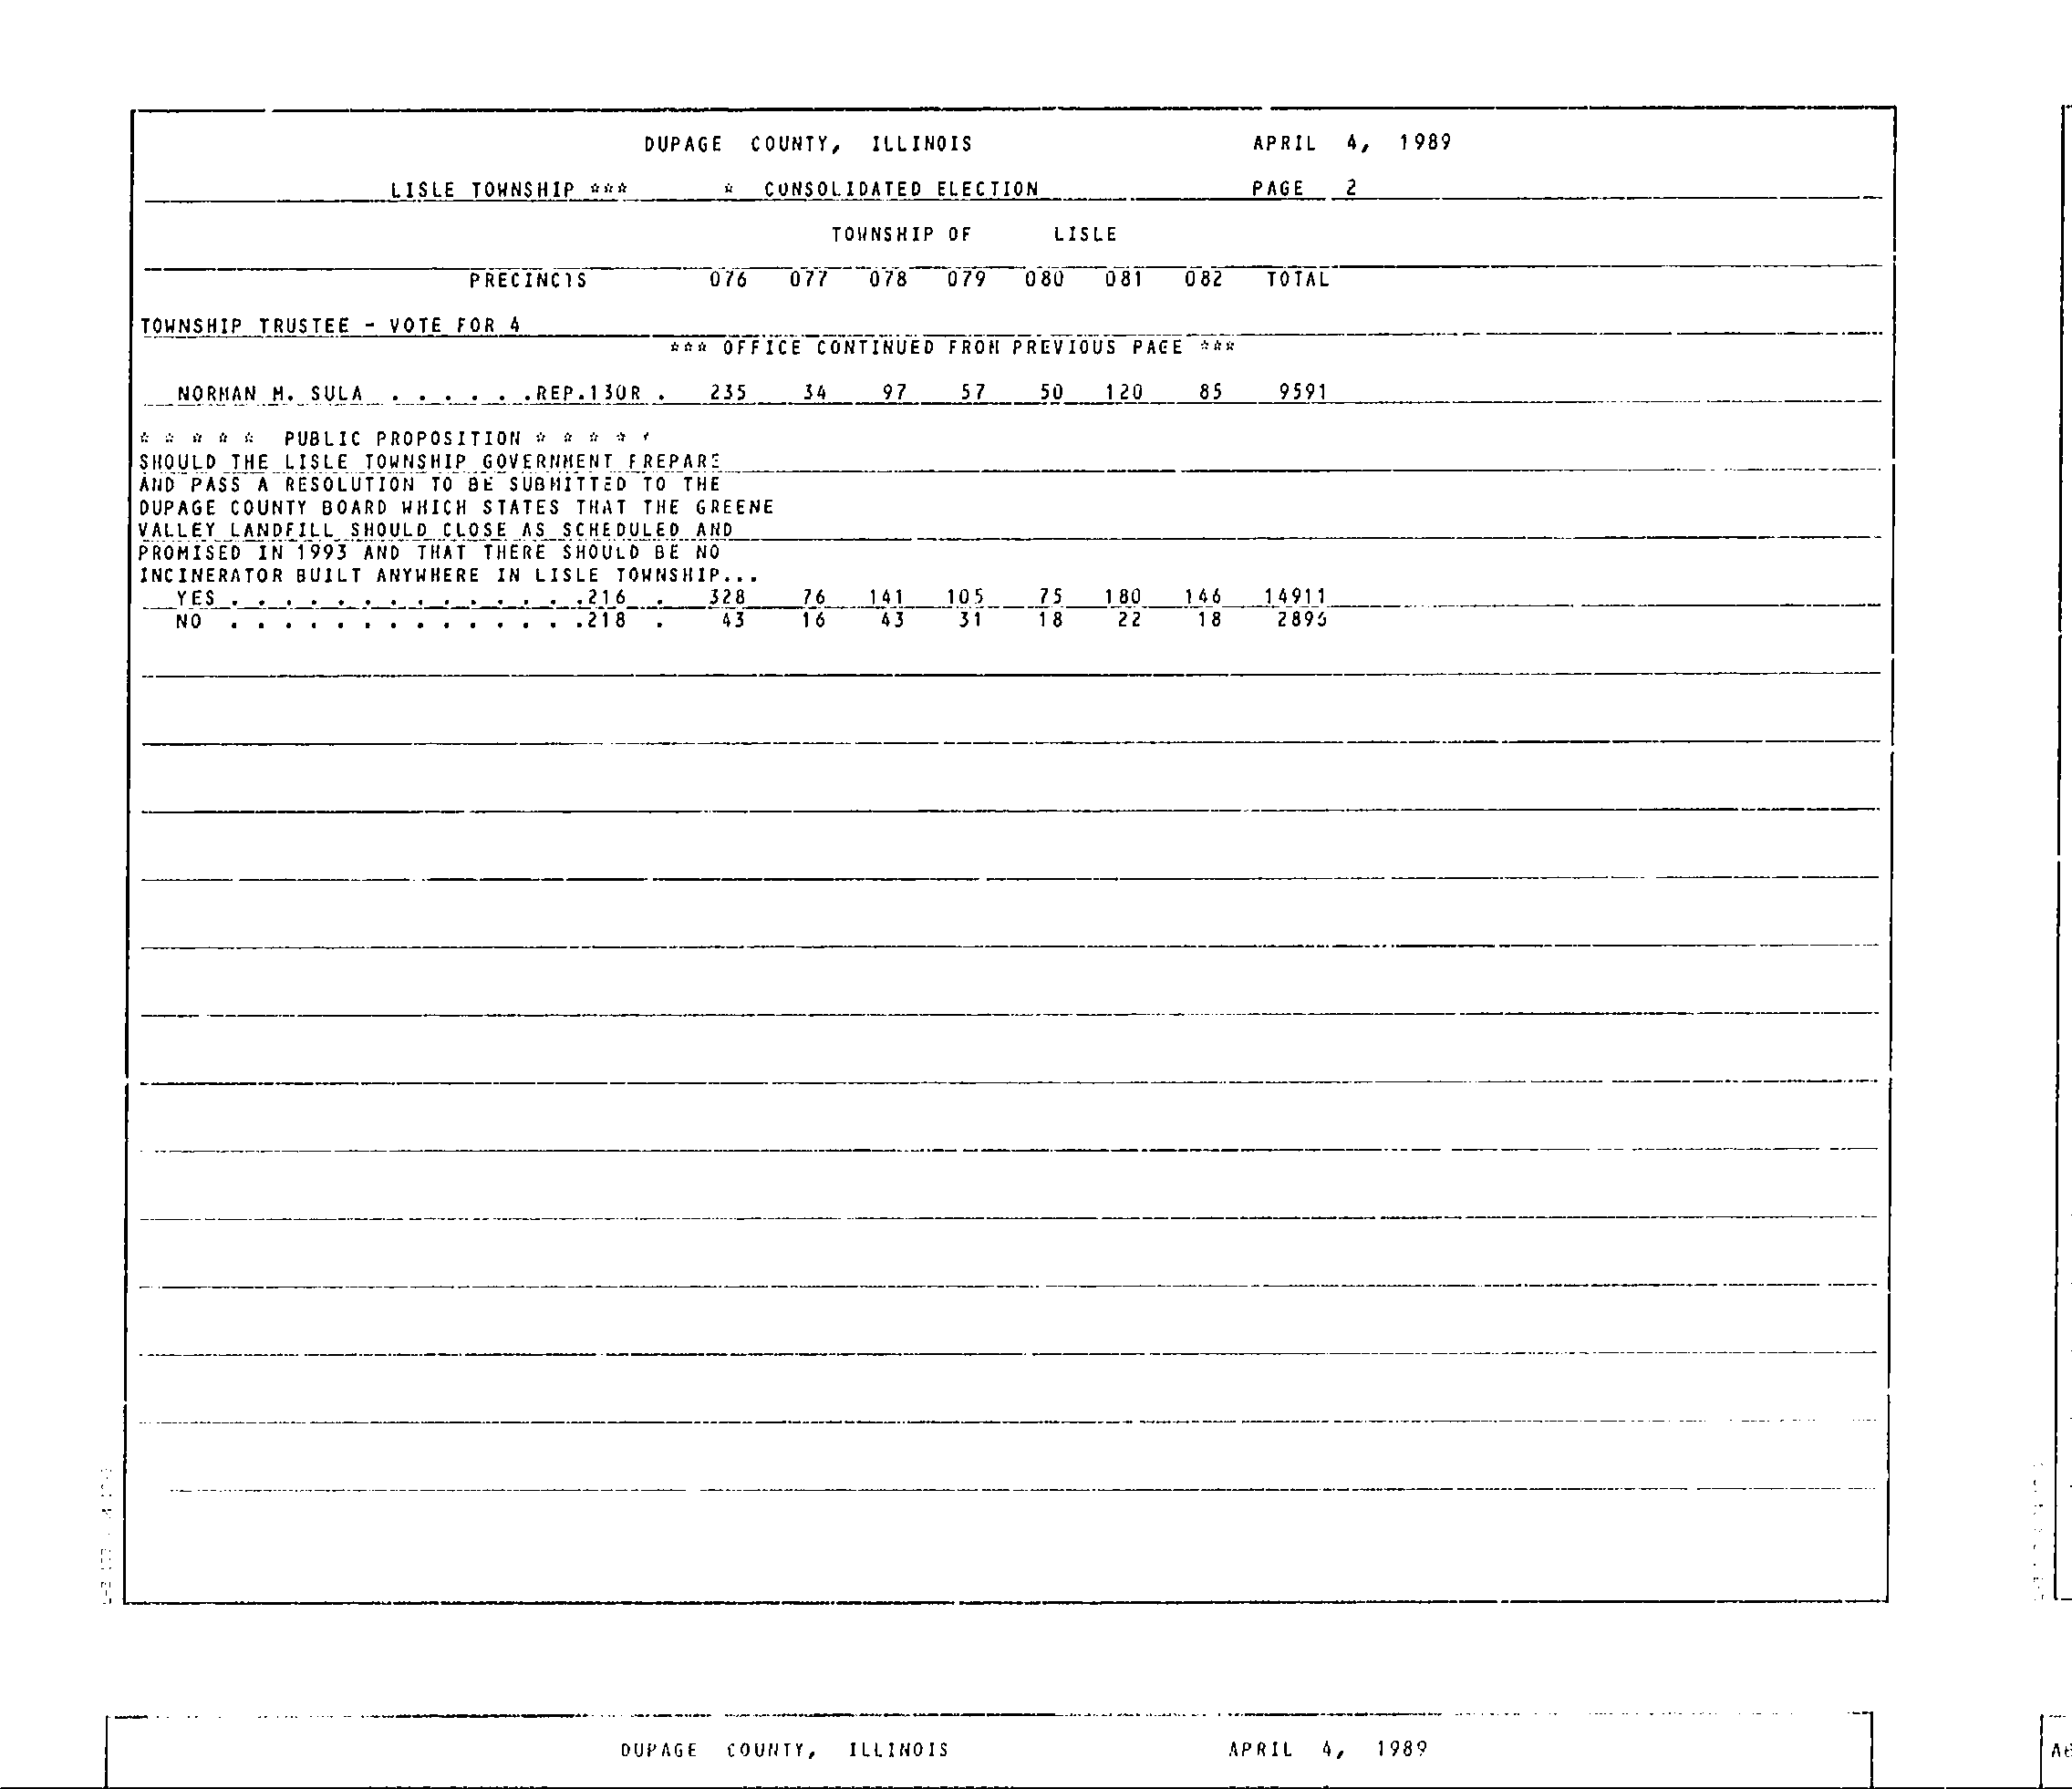 DUPAGE COUNTY, ILLINOIS APRIL 4, 1989
LISLE TOWNSHIP *** * CONSOLIDATED ELECTION PAGE 2
TOWNSHIP OF LISLE
PRECINCTS 076 077 078 079 080 081 082 TOTAL
TOWNSHIP TRUSTEE - VOTE FOR 4
*** OFFICE CONTINUED FROM PREVIOUS PAGE ***
NORMAN M. SULA . . . . . .REP.130R . 235 34 97 57 50 120 85 9591
* * * * * PUBLIC PROPOSITION * * * * *
SHOULD THE LISLE TOWNSHIP GOVERNMENT PREPARE
AND PASS A RESOLUTION TO BE SUBMITTED TO THE
DUPAGE COUNTY BOARD WHICH STATES THAT THE GREENE
VALLEY LANDFILL SHOULD CLOSE AS SCHEDULED AND
PROMISED IN 1993 AND THAT THERE SHOULD BE NO
INCINERATOR BUILT ANYWHERE IN LISLE TOWNSHIP...
YES . . . . . . . . . . . . . .216 . 328 76 141 105 75 180 146 14911
NO . . . . . . . . . . . . . .218 . 43 16 43 31 18 22 18
DUPAGE COUNTY, ILLINOIS APRIL 4, 1989